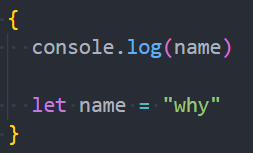 {
console.log(name)
let name = "why"
}